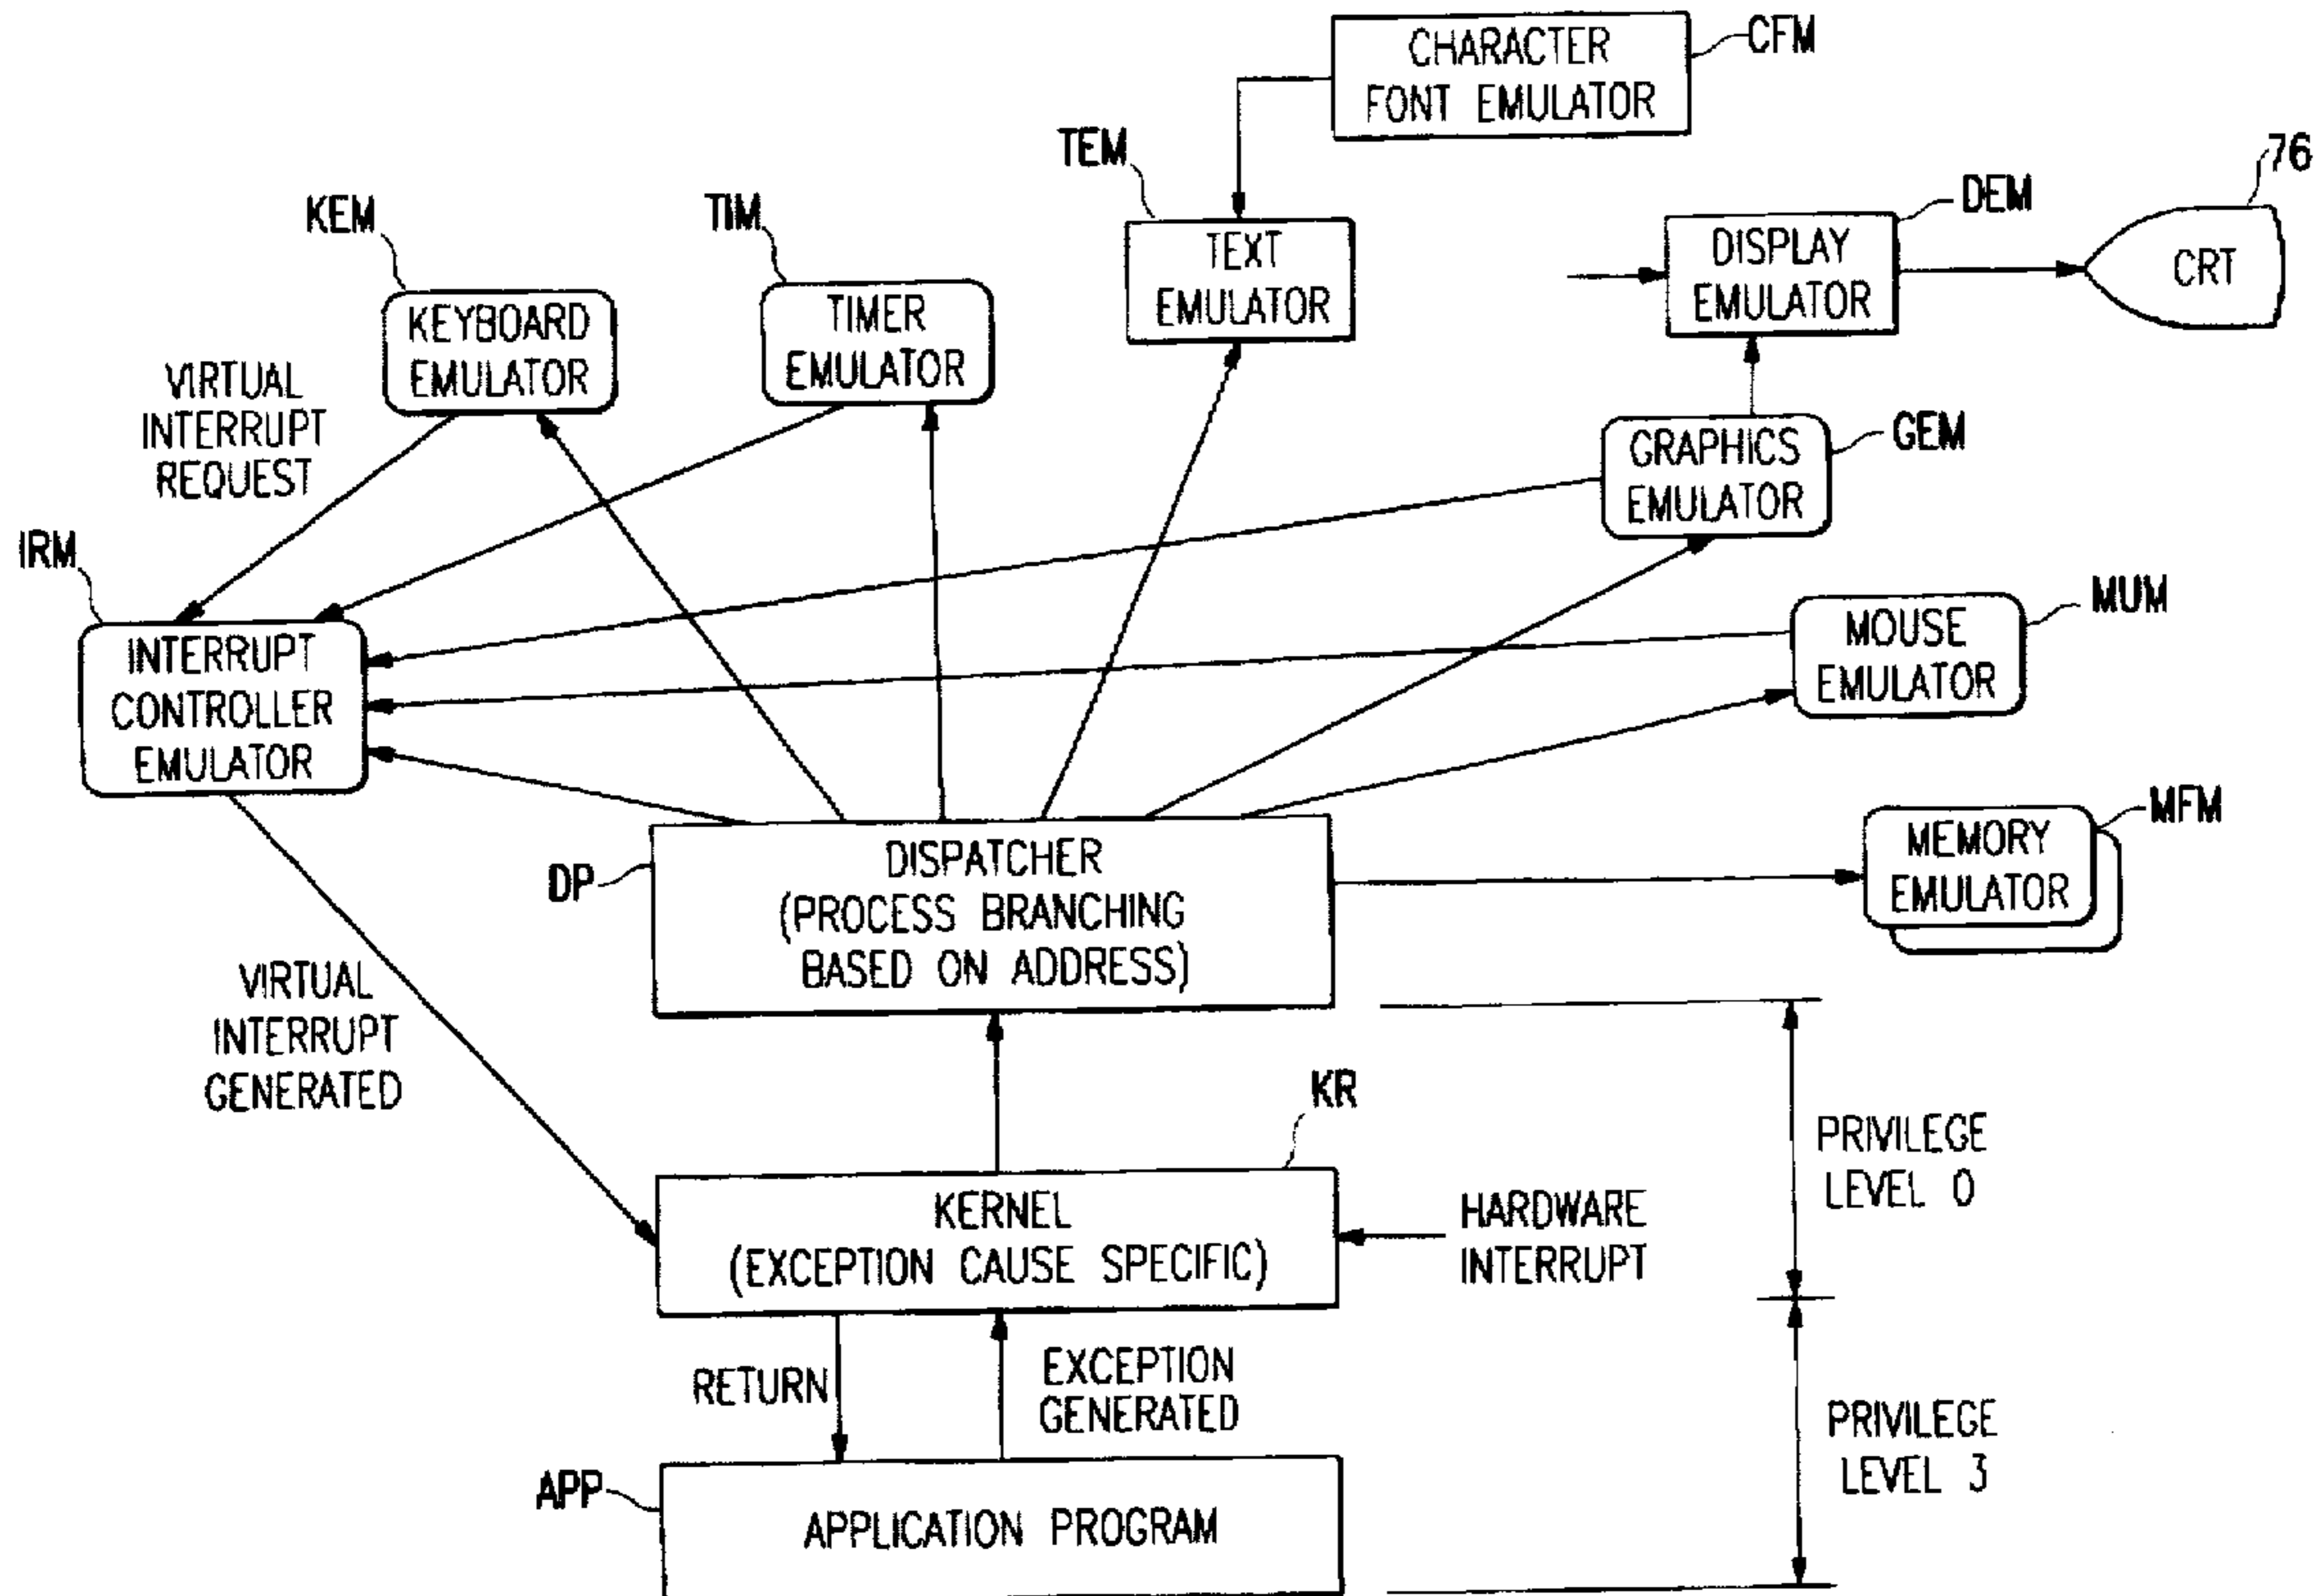 CHARACTER
FONT EMULATOR
CFM
TEM
TEXT
EMULATOR
DEM
DISPLAY
EMULATOR
76
CRT
KEM
KEYBOARD
EMULATOR
TIM
TIMER
EMULATOR
VIRTUAL
INTERRUPT
REQUEST
GRAPHICS
EMULATOR
GEM
IRM
INTERRUPT
CONTROLLER
EMULATOR
MOUSE
EMULATOR
MUM
DP
DISPATCHER
(PROCESS BRANCHING
BASED ON ADDRESS)
MEMORY
EMULATOR
MFM
VIRTUAL
INTERRUPT
GENERATED
KR
KERNEL
(EXCEPTION CAUSE SPECIFIC)
HARDWARE
INTERRUPT
PRIVILEGE
LEVEL 0
RETURN
EXCEPTION
GENERATED
PRIVILEGE
LEVEL 3
APP
APPLICATION PROGRAM